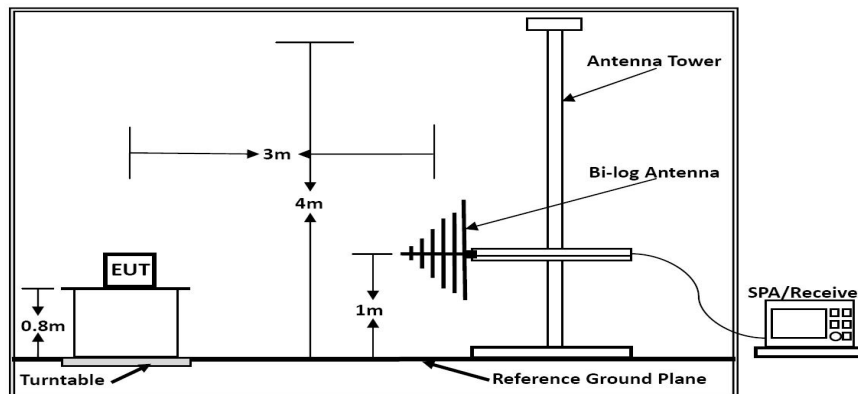 Antenna Tower
3m
Bi-log Antenna
4m
EUT
1m
0.8m
SPA/Receive
Turntable
Reference Ground Plane